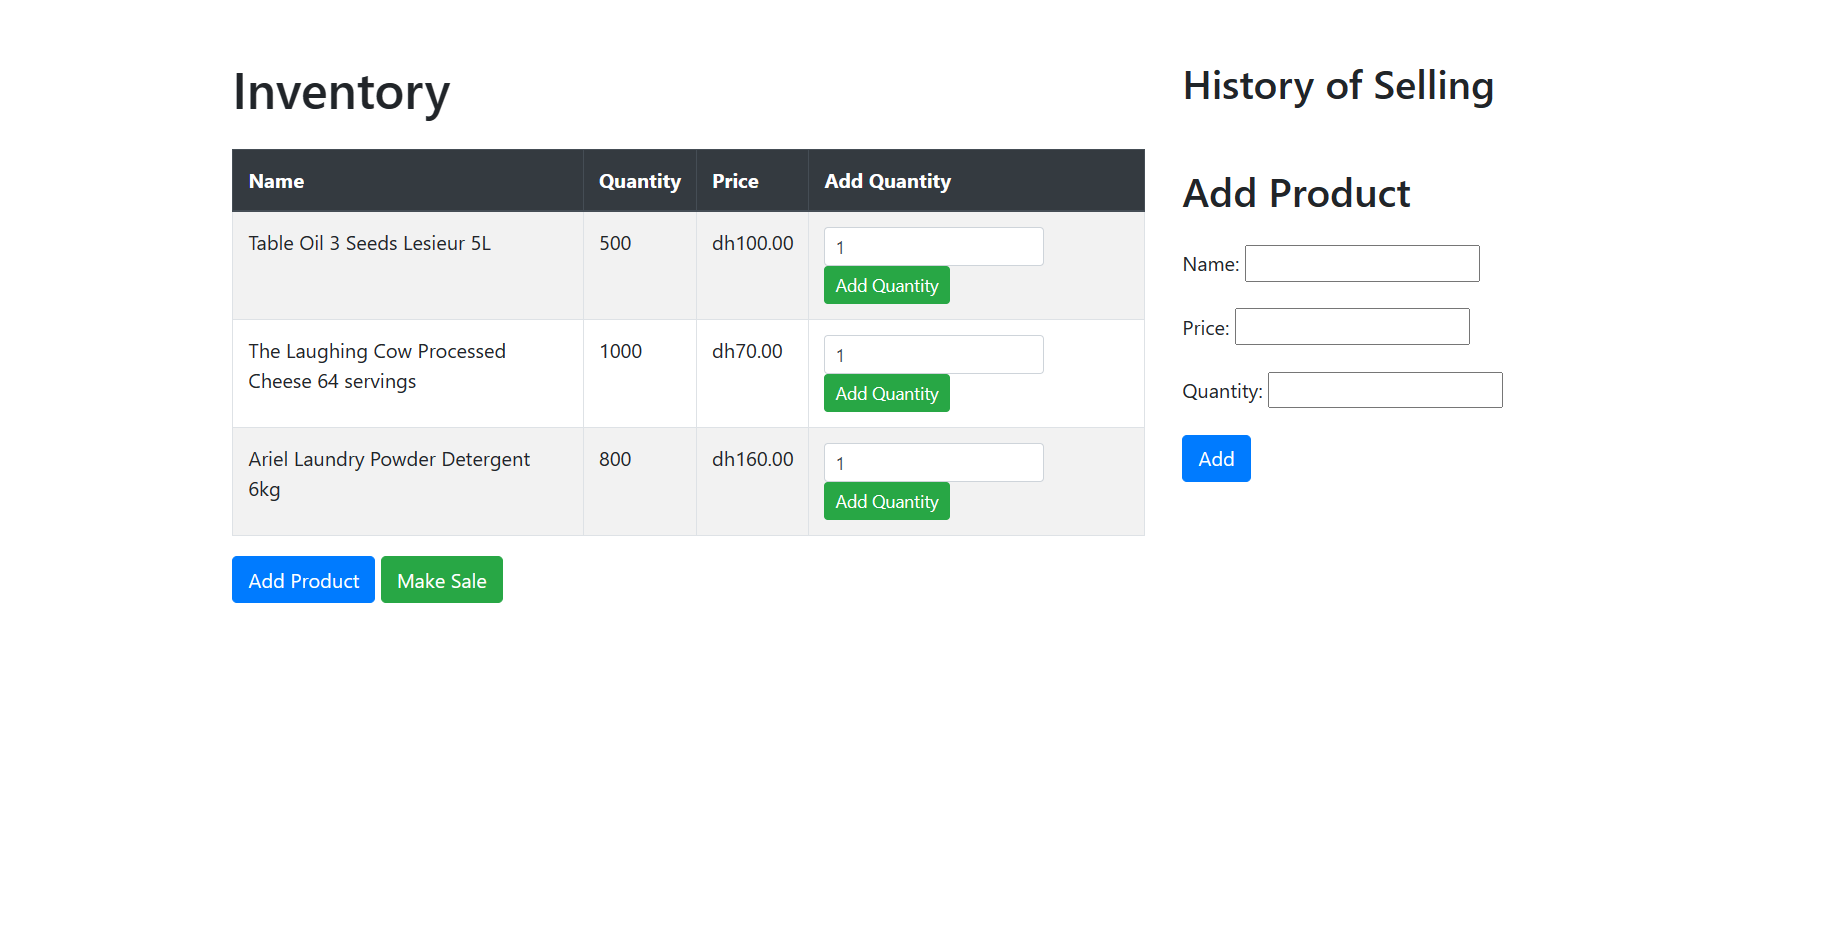 Inventory
Name Quantity Price Add Quantity
Table Oil 3 Seeds Lesieur 5L 500 dh100.00 1
Add Quantity
The Laughing Cow Processed 1000 dh70.00 1
Cheese 64 servings
Add Quantity
Ariel Laundry Powder Detergent 800 dh160.00 1
6kg
Add Quantity
Add Product Make Sale
History of Selling
Add Product
Name:
Price:
Quantity:
Add